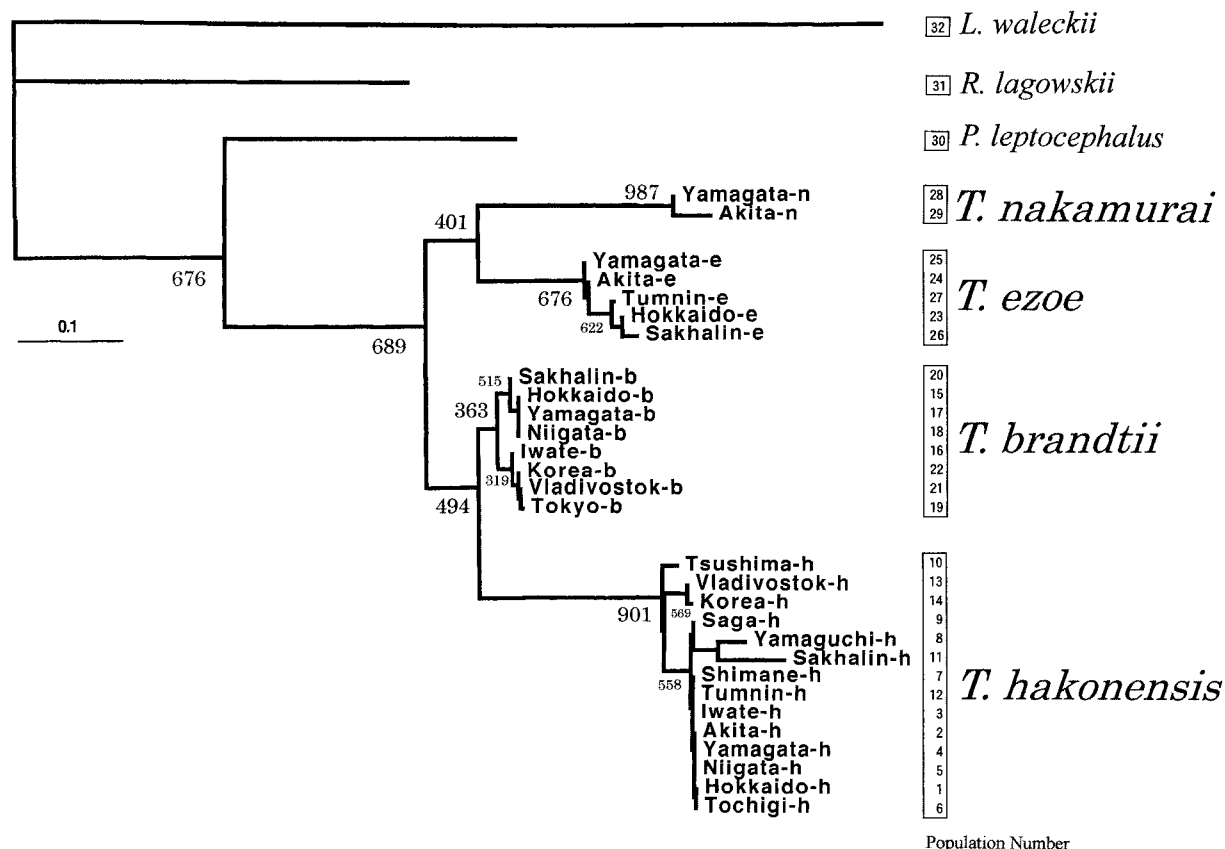 32 L. waleckii
31 R. lagowskii
30 P. leptocephalus
987 Yamagata-n 28
Akita-n 29
T. nakamurai
401
Yamagata-e 25
Akita-e 24
676 Tumnin-e 27
Hokkaido-e 23
622 Sakhalin-e 26
T. ezoe
676
0.1
689
515 Sakhalin-b 20
Hokkaido-b 15
363 Yamagata-b 17
Niigata-b 18
Iwate-b 16
Korea-b 22
319 Vladivostok-b 21
Tokyo-b 19
T. brandtii
494
Tsushima-h 10
Vladivostok-h 13
Korea-h 14
901 569
Saga-h 9
Yamaguchi-h 8
Sakhalin-h 11
558 Shimane-h 7
Tumnin-h 12
Iwate-h 3
Akita-h 2
Yamagata-h 4
Niigata-h 5
Hokkaido-h 1
Tochigi-h 6
T. hakonensis
Population Number